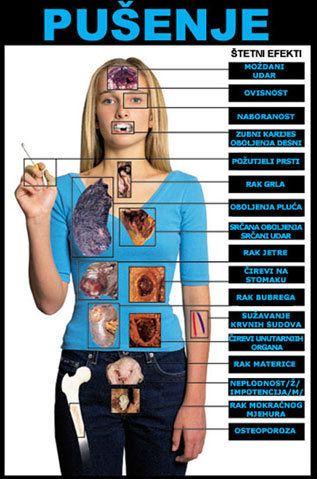 PUŠENJE
ŠTETNI EFEKTI
MOŽDANI
UDAR
OVISNOST
NABORANOST
ZUBNI KARIJES
OBOLJENJA DESNI
POŽUTJELI PRSTI
RAK GRLA
OBOLJENJA PLUĆA
SRČANA OBOLJENJA
SRČANI UDAR
RAK JETRE
ČIREVI NA
STOMAKU
RAK BUBREGA
SUŽAVANJE
KRVNIH SUDOVA
ČIREVI UNUTARNJIH
ORGANA
RAK MATERICE
NEPLODNOST/Ž/
IMPOTENCIJA/M/
RAK MOKRAČNOG
MJEHURA
OSTEOPOROZA